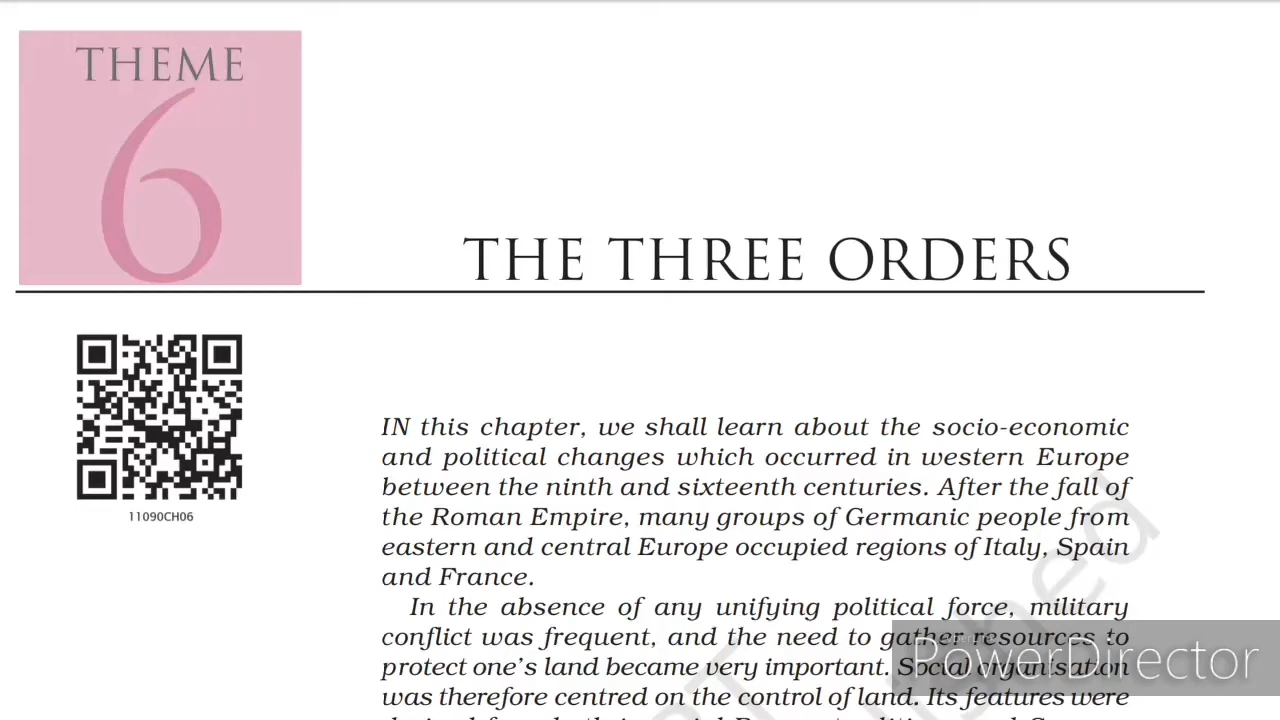 THEME
6
THE THREE ORDERS
11090CH06
IN this chapter, we shall learn about the socio-economic
and political changes which occurred in western Europe
between the ninth and sixteenth centuries. After the fall of
the Roman Empire, many groups of Germanic people from
eastern and central Europe occupied regions of Italy, Spain
and France.
In the absence of any unifying political force, military
conflict was frequent, and the need to gather resources to
protect one's land became very important. Social organisation
was therefore centred on the control of land. Its features were
PowerDirector